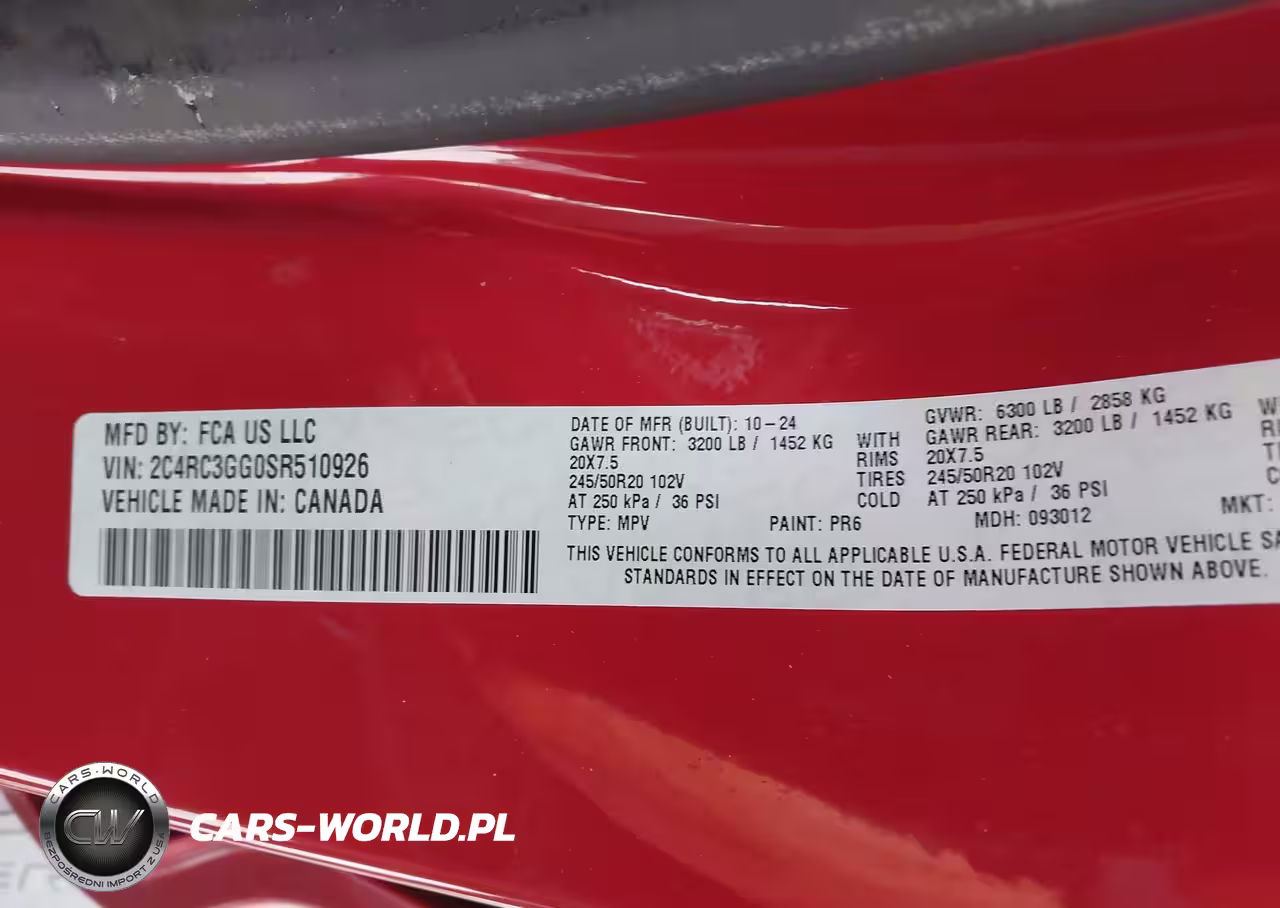 MFD BY: FCA US LLC
VIN: 2C4RC3GG0SR510926
VEHICLE MADE IN: CANADA
DATE OF MFR (BUILT): 10-24 GVWR: 6300 LB / 2858 KG
GAWR FRONT: 3200 LB / 1452 KG WITH GAWR REAR: 3200 LB / 1452 KG
20X7.5 RIMS 20X7.5
245/50R20 102V TIRES 245/50R20 102V
AT 250 kPa / 36 PSI COLD AT 250 kPa / 36 PSI
TYPE: MPV PAINT: PR6 MDH: 093012 MKT:
THIS VEHICLE CONFORMS TO ALL APPLICABLE U.S.A. FEDERAL MOTOR VEHICLE
STANDARDS IN EFFECT ON THE DATE OF MANUFACTURE SHOWN ABOVE.
CARS-WORLD
CW
BEZPOŚREDNI IMPORT Z USA
CARS-WORLD.PL